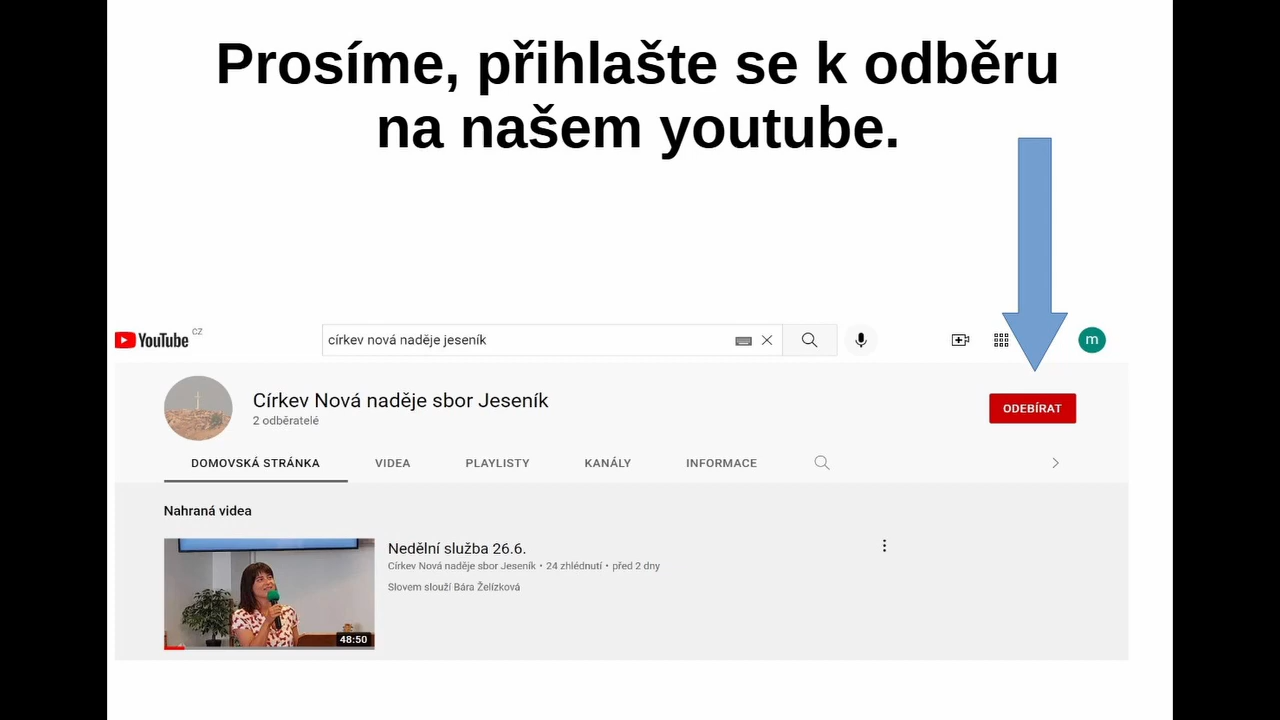 Prosíme, přihlašte se k odběru
na našem youtube.
YouTube CZ
církev nová naděje jeseník
m
Církev Nová naděje sbor Jeseník
2 odběratelé
ODEBÍRAT
DOMOVSKÁ STRÁNKA VIDEA PLAYLISTY KANÁLY INFORMACE
Nahraná videa
Nedělní služba 26.6.
Církev Nová naděje sbor Jeseník • 24 zhlédnutí • před 2 dny
Slovem slouží Bára Želízková
48:50